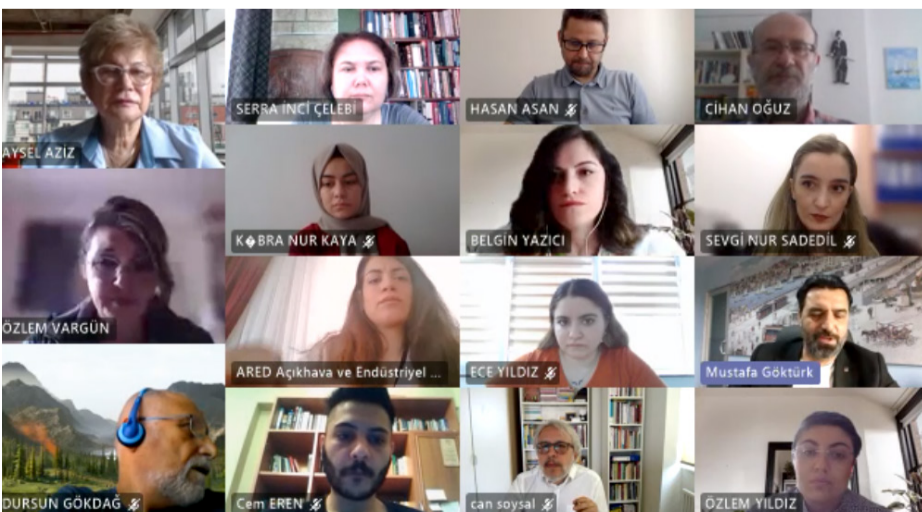 AYSEL AZİZ
SERRA İNCİ ÇELEBİ
HASAN ASAN
CİHAN OĞUZ
ÖZLEM VARGÜN
K�BRA NUR KAYA
BELGİN YAZICI
SEVGİ NUR SADEDİL
ARED Açıkhava ve Endüstriyel ...
ECE YILDIZ
Mustafa Göktürk
DURSUN GÖKDAĞ
Cem EREN
can soysal
ÖZLEM YILDIZ